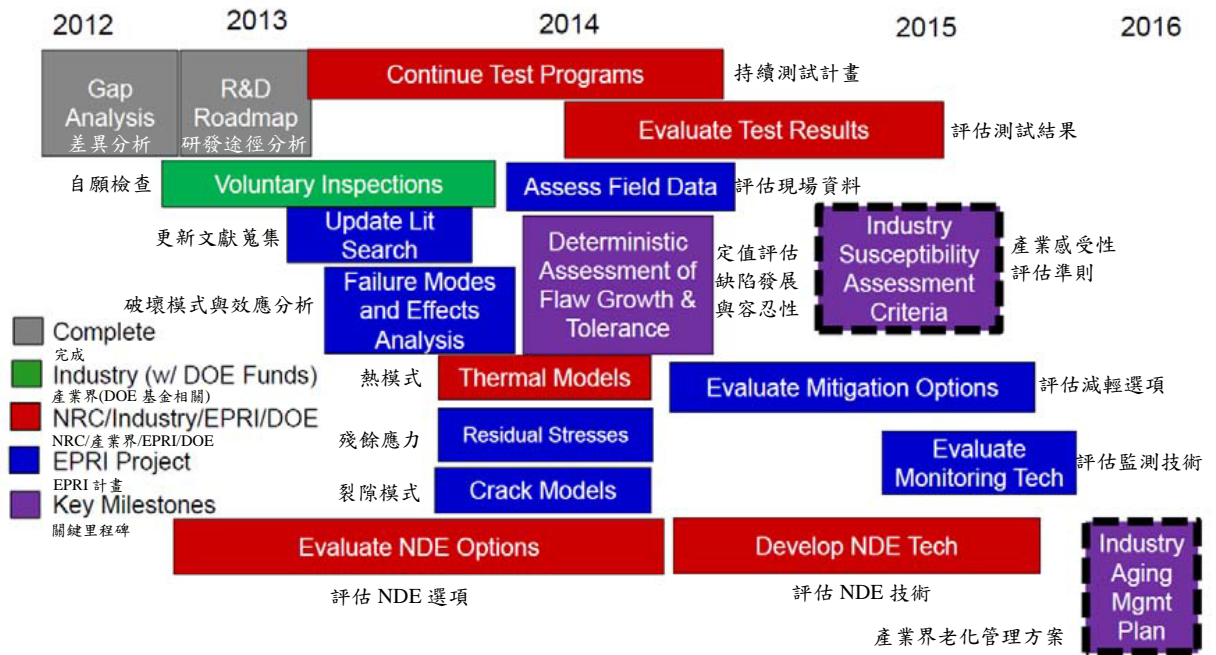 2012
2013
2014
2015
2016
Gap
Analysis
差異分析
R&D
Roadmap
研發途徑分析
Continue Test Programs
持續測試計畫
Evaluate Test Results
評估測試結果
自願檢查
Voluntary Inspections
Assess Field Data
評估現場資料
更新文獻蒐集
Update Lit
Search
Deterministic
Assessment of
Flaw Growth &
Tolerance
定值評估
缺陷發展
與容忍性
Industry
Susceptibility
Assessment
Criteria
產業感受性
評估準則
破壞模式與效應分析
Failure Modes
and Effects
Analysis
Complete
完成
Industry (w/ DOE Funds)
產業界(DOE 基金相關)
NRC/Industry/EPRI/DOE
NRC/產業界/EPRI/DOE
EPRI Project
EPRI 計畫
Key Milestones
關鍵里程碑
熱模式
Thermal Models
Evaluate Mitigation Options
評估減輕選項
殘餘應力
Residual Stresses
Evaluate
Monitoring Tech
評估監測技術
裂隙模式
Crack Models
Evaluate NDE Options
評估 NDE 選項
Develop NDE Tech
評估 NDE 技術
Industry
Aging
Mgmt
Plan
產業界老化管理方案